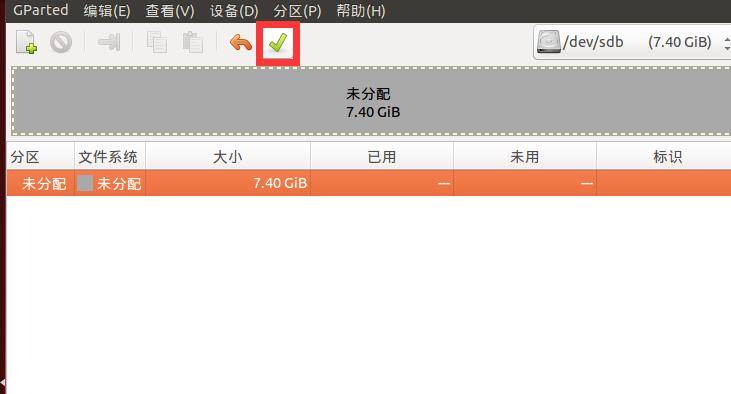 GParted 编辑(E) 查看(V) 设备(D) 分区(P) 帮助(H)
/dev/sdb (7.40 GiB)
未分配
7.40 GiB
分区 文件系统 大小 已用 未用 标识
未分配 未分配 7.40 GiB --- ---